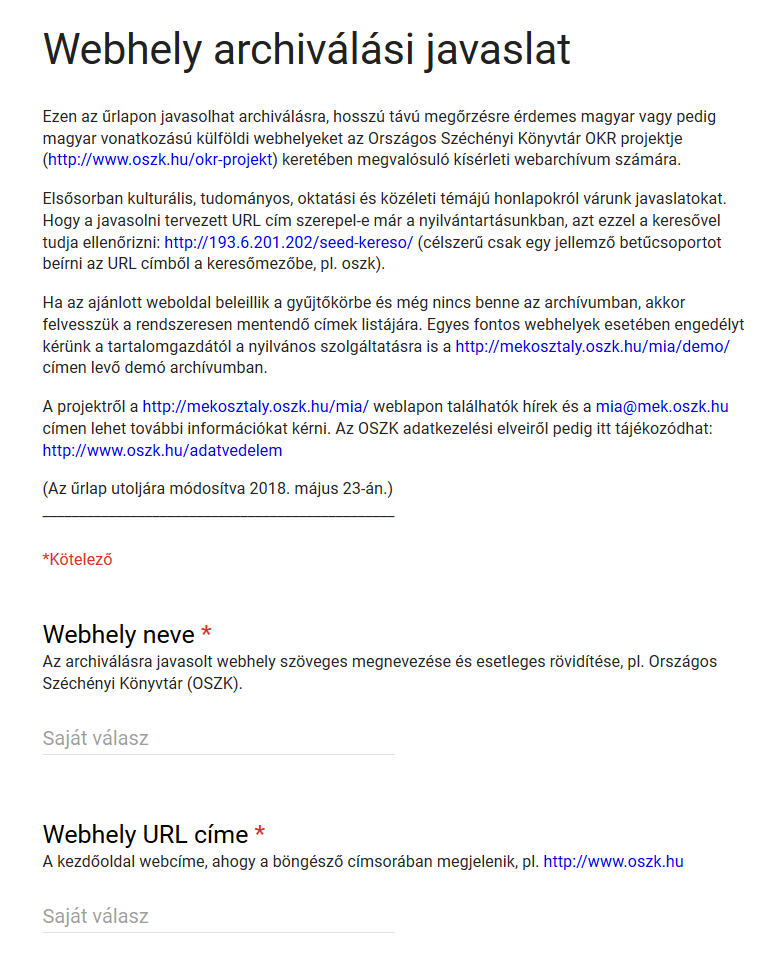 Webhely archiválási javaslat
Ezen az űrlapon javasolhat archiválásra, hosszú távú megőrzésre érdemes magyar vagy pedig
magyar vonatkozású külföldi webhelyeket az Országos Széchényi Könyvtár OKR projektje
(http://www.oszk.hu/okr-projekt) keretében megvalósuló kísérleti webarchívum számára.
Elsősorban kulturális, tudományos, oktatási és közéleti témájú honlapokról várunk javaslatokat.
Hogy a javasolni tervezett URL cím szerepel-e már a nyilvántartásunkban, azt ezzel a keresővel
tudja ellenőrizni: http://193.6.201.202/seed-kereso/ (célszerű csak egy jellemző betűcsoportot
beírni az URL címből a keresőmezőbe, pl. oszk).
Ha az ajánlott weboldal beleillik a gyűjtőkörbe és még nincs benne az archívumban, akkor
felvesszük a rendszeresen mentendő címek listájára. Egyes fontos webhelyek esetében engedélyt
kérünk a tartalomgazdától a nyilvános szolgáltatásra is a http://mekosztaly.oszk.hu/mia/demo/
címen levő demó archívumban.
A projektről a http://mekosztaly.oszk.hu/mia/ weblapon találhatók hírek és a mia@mek.oszk.hu
címen lehet további információkat kérni. Az OSZK adatkezelési elveiről pedig itt tájékozódhat:
http://www.oszk.hu/adatvedelem
(Az űrlap utoljára módosítva 2018. május 23-án.)
________________________________________________
*Kötelező
Webhely neve *
Az archiválásra javasolt webhely szöveges megnevezése és esetleges rövidítése, pl. Országos
Széchényi Könyvtár (OSZK).
Saját válasz
Webhely URL címe *
A kezdőoldal webcíme, ahogy a böngésző címsorában megjelenik, pl. http://www.oszk.hu
Saját válasz